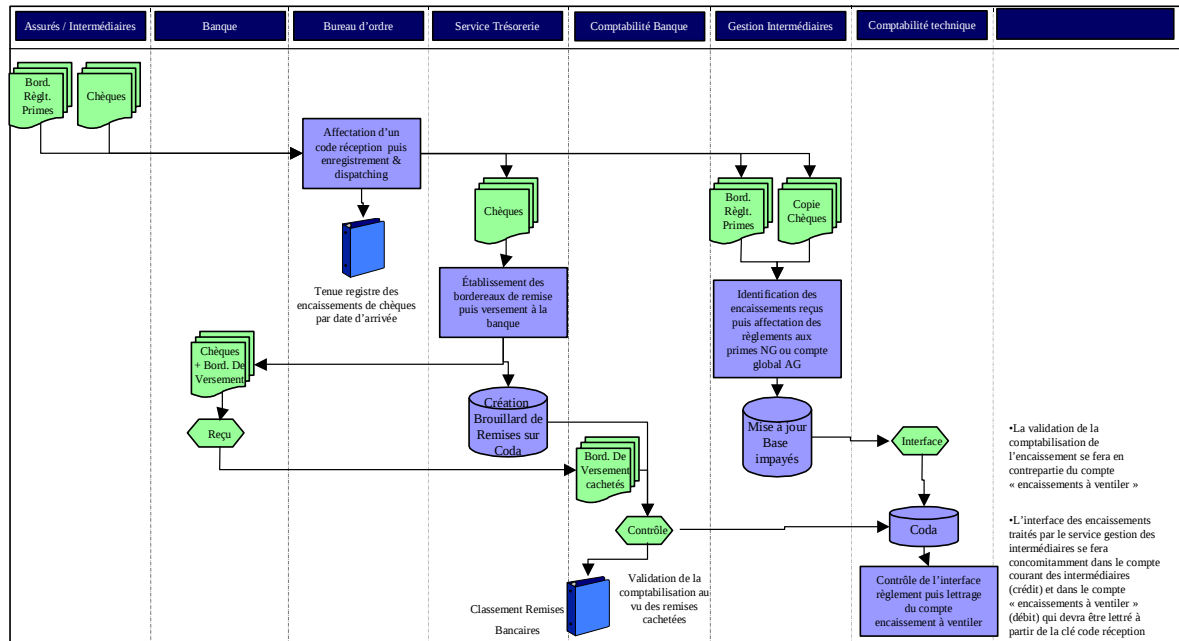 Assurés / Intermédiaires
Banque
Bureau d’ordre
Service Trésorerie
Comptabilité Banque
Gestion Intermédiaires
Comptabilité technique
Bord.
Règlt.
Primes
Chèques
Affectation d’un
code réception puis
enregistrement &
dispatching
Chèques
Bord.
Règlt.
Primes
Copie
Chèques
Tenue registre des
encaissements de chèques
par date d’arrivée
Établissement des
bordereaux de remise
puis versement à la
banque
Identification des
encaissements reçus
puis affectation des
règlements aux
primes NG ou compte
global AG
Chèques
+ Bord. De
Versement
Reçu
Création
Brouillard de
Remises sur
Coda
Mise à jour
Base
impayés
Interface
Bord. De
Versement
cachetés
Contrôle
Coda
Classement Remises
Bancaires
Validation de la
comptabilisation au
vu des remises
cachetées
Contrôle de l’interface
règlement puis lettrage
du compte
encaissement à ventiler
•La validation de la
comptabilisation de
l’encaissement se fera en
contrepartie du compte
« encaissements à ventiler »
•L’interface des encaissements
traités par le service gestion des
intermédiaires se fera
concomitamment dans le compte
courant des intermédiaires
(crédit) et dans le compte
« encaissements à ventiler »
(débit) qui devra être lettré à
partir de la clé code réception